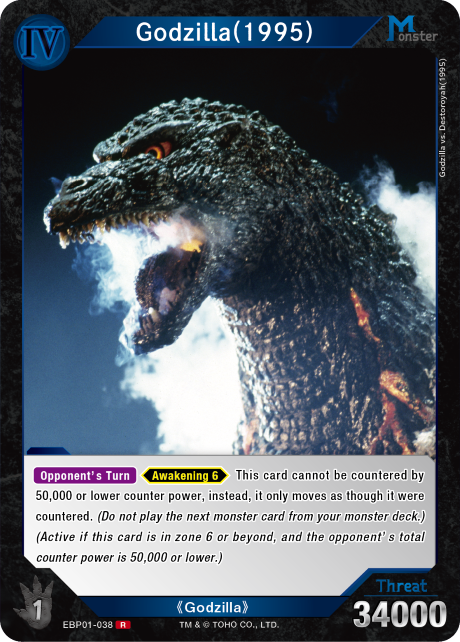 IV
Godzilla(1995)
Monster
Godzilla vs. Destoroyah(1995)
Opponent's Turn Awakening 6 This card cannot be countered by
50,000 or lower counter power, instead, it only moves as though it were
countered. (Do not play the next monster card from your monster deck.)
(Active if this card is in zone 6 or beyond, and the opponent's total
counter power is 50,000 or lower.)
Threat
1
《Godzilla》
34000
EBP01-038 R TM & © TOHO CO., LTD.